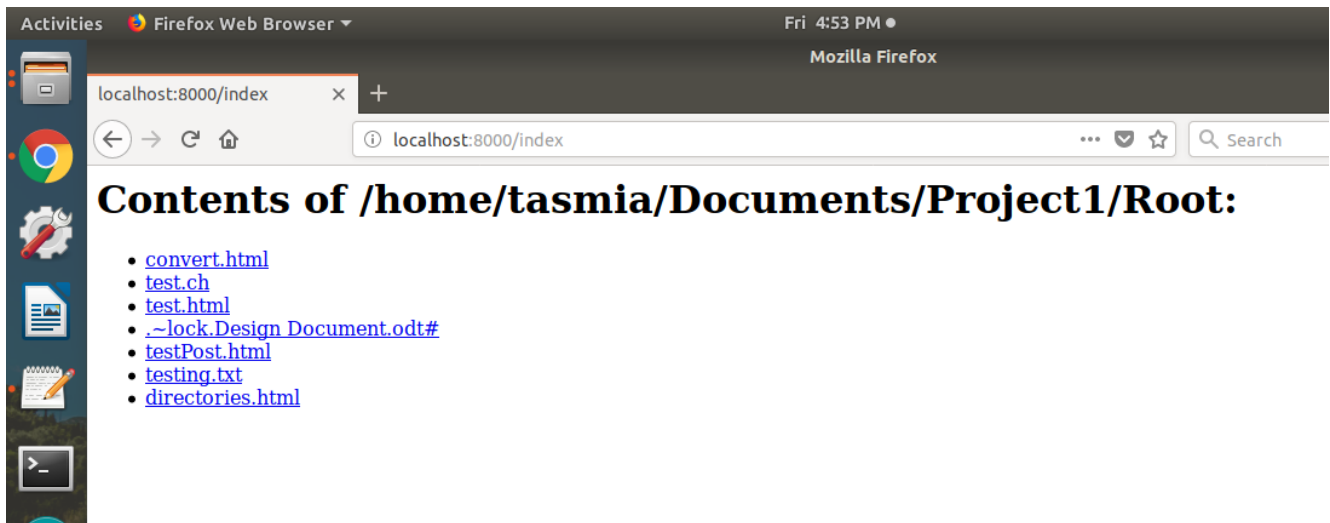 Activities Firefox Web Browser Fri 4:53 PM
Mozilla Firefox
localhost:8000/index
localhost:8000/index Search
Contents of /home/tasmia/Documents/Project1/Root:
convert.html
test.ch
test.html
.~lock.Design Document.odt#
testPost.html
testing.txt
directories.html